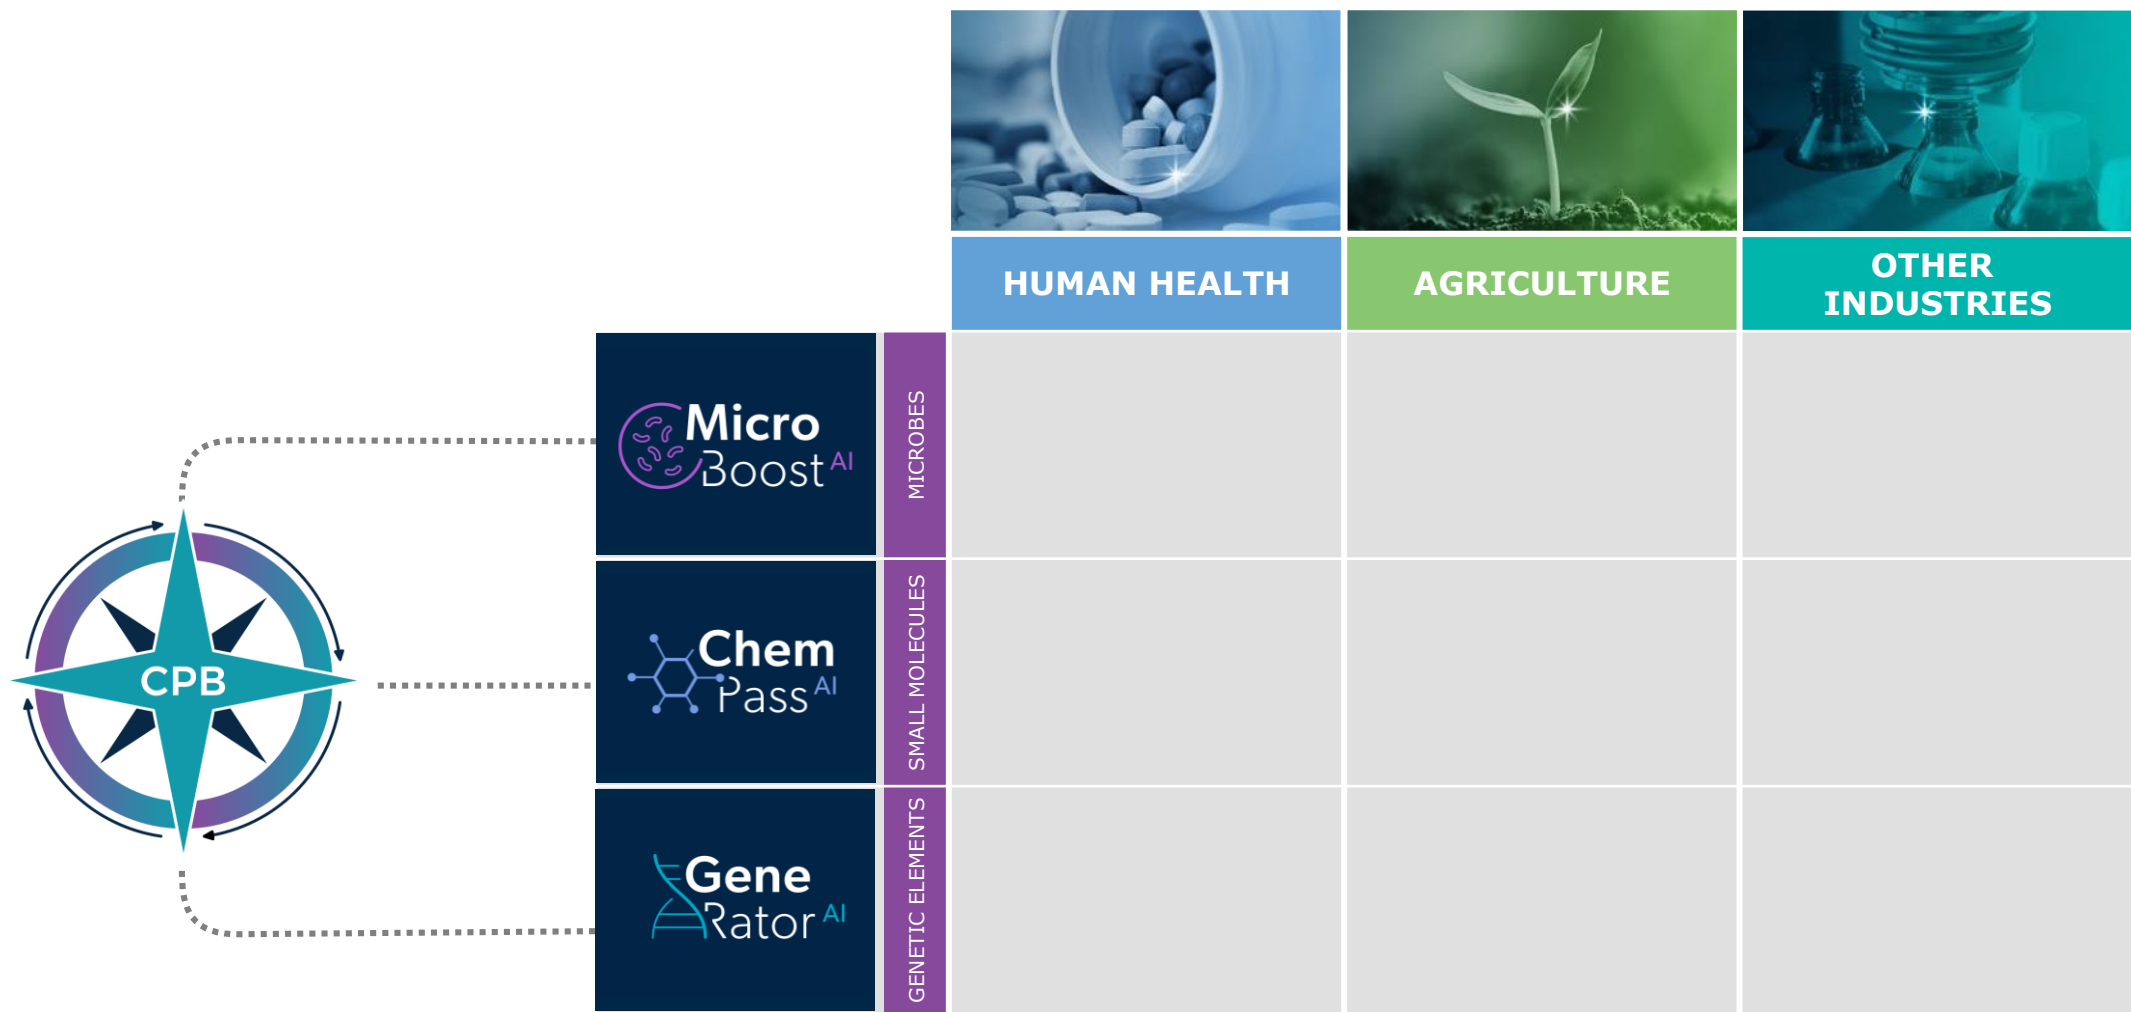 HUMAN HEALTH
AGRICULTURE
OTHER
INDUSTRIES
Micro
Boost AI
MICROBES
CPB
Chem
Pass AI
SMALL MOLECULES
Gene
Rator AI
GENETIC ELEMENTS